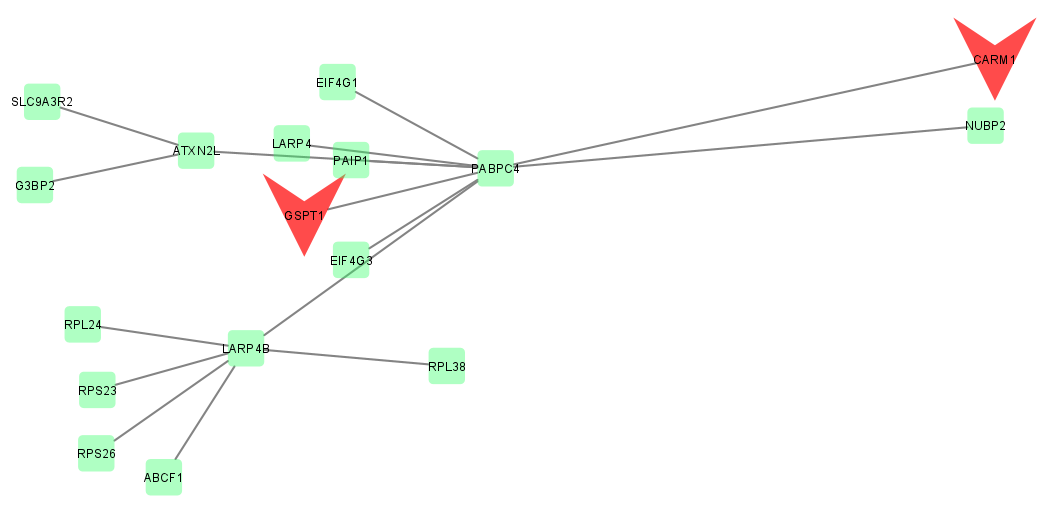 CARM1
EIF4G1
SLC9A3R2
NUBP2
LARP4
ATXN2L
PAIP1
PABPC4
G3BP2
GSPT1
EIF4G3
RPL24
LARP4B
RPL38
RPS23
RPS26
ABCF1